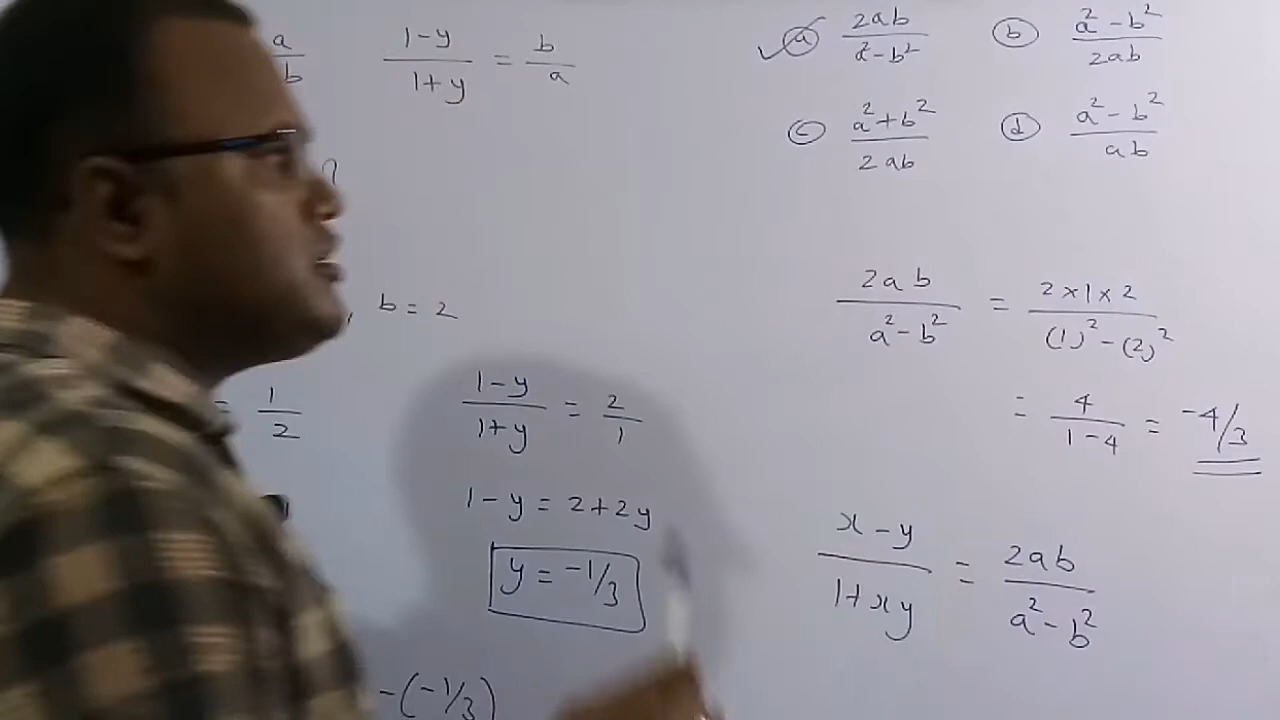 a/b (1-y)/(1+y) = b/a
?
, b = 2
= 1/2 (1-y)/(1+y) = 2/1
1 - y = 2 + 2y
y = -1/3
-(-1/3)
ⓐ 2ab/(²-b²) ⓑ (a²-b²)/2ab
ⓒ (a²+b²)/2ab ⓓ (a²-b²)/ab
2ab/(a²-b²) = (2×1×2)/((1)²-(2)²)
= 4/(1-4) = -4/3
(x-y)/(1+xy) = 2ab/(a²-b²)